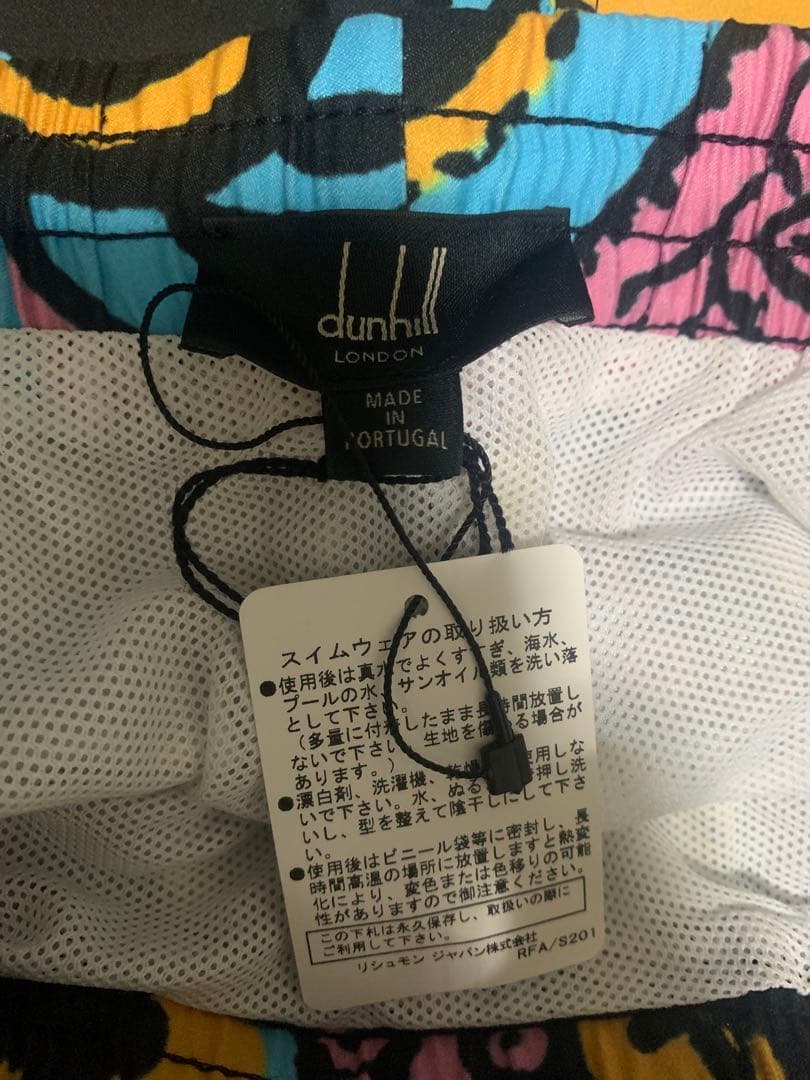 dunhill
LONDON
MADE
IN
PORTUGAL
スイムウェアの取り扱い方
●使用後は真水でよくすすぎ、海水、
プールの水、サンオイル類を洗い落
として下さい。
(多量に付着したまま長時間放置し
ないで下さい 生地を傷める場合が
あります。)
●漂白剤、洗濯機、乾燥 使用しな
いで下さい。水、ぬる 押し洗
いし、型を整えて陰干しにして下さ
い。
●使用後はビニール袋等に密封し、長
時間高温の場所に放置しますと熱変
化により、変色または色移りの可能
性がありますので御注意ください。
この下札は永久保存し、取扱いの際に
ご利用して下さい。
リシュモン ジャパン株式会社
RFA/S201